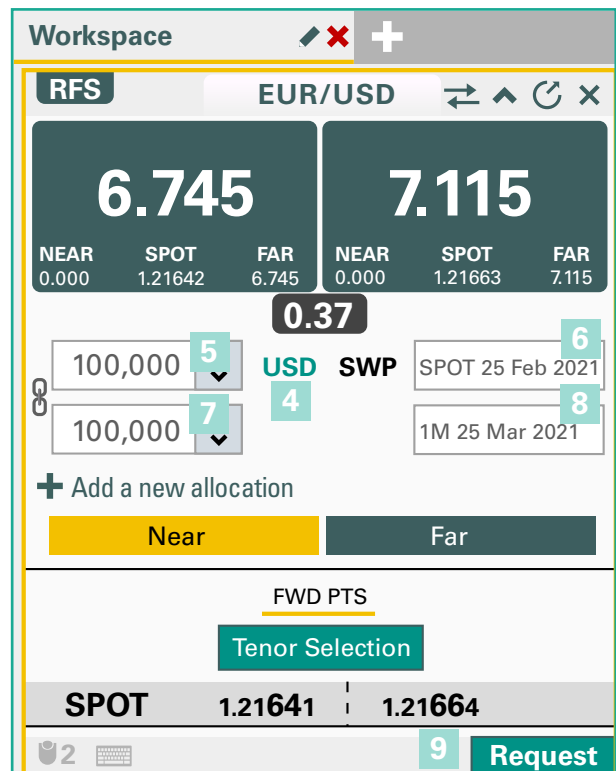 Workspace
RFS EUR/USD
6.745 7.115
NEAR SPOT FAR NEAR SPOT FAR
0.000 1.21642 6.745 0.000 1.21663 7.115
0.37
100,000 5 USD SWP SPOT 25 Feb 2021 6
4
100,000 7 1M 25 Mar 2021 8
Add a new allocation
Near Far
FWD PTS
Tenor Selection
SPOT 1.21641 1.21664
2 9 Request